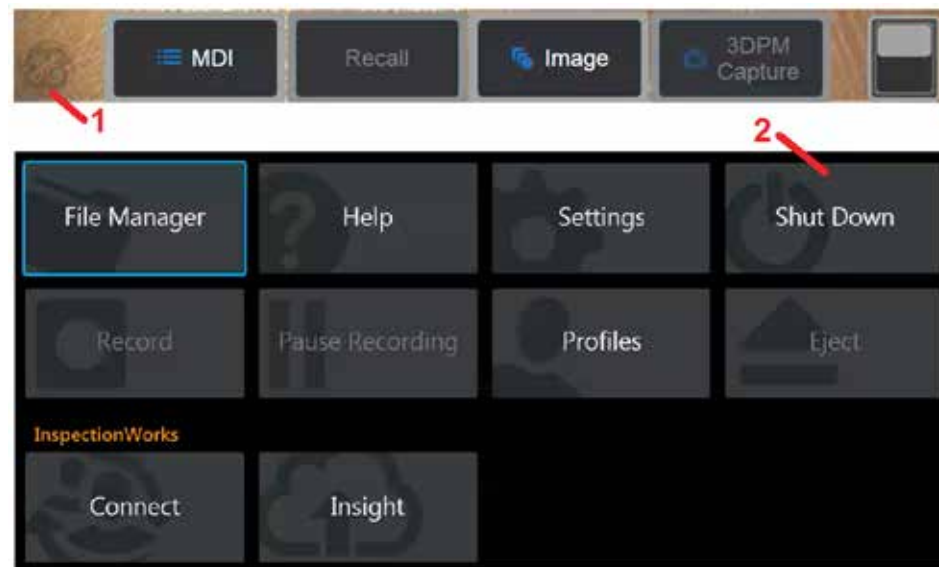 MDI
Recall
Image
3DPM
Capture
1
2
File Manager
Help
Settings
Shut Down
Record
Pause Recording
Profiles
Eject
InspectionWorks
Connect
Insight